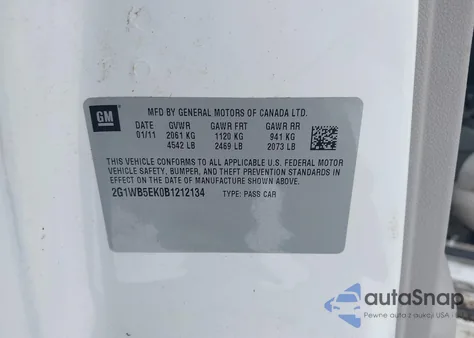 GM
MFD BY GENERAL MOTORS OF CANADA LTD.
DATE GVWR GAWR FRT GAWR RR
01/11 2061 KG 1120 KG 941 KG
4542 LB 2469 LB 2073 LB
THIS VEHICLE CONFORMS TO ALL APPLICABLE U.S. FEDERAL MOTOR
VEHICLE SAFETY, BUMPER, AND THEFT PREVENTION STANDARDS IN
EFFECT ON THE DATE OF MANUFACTURE SHOWN ABOVE.
2G1WB5EK0B1212134 TYPE: PASS CAR
autoSnap
Pewne auta z USA